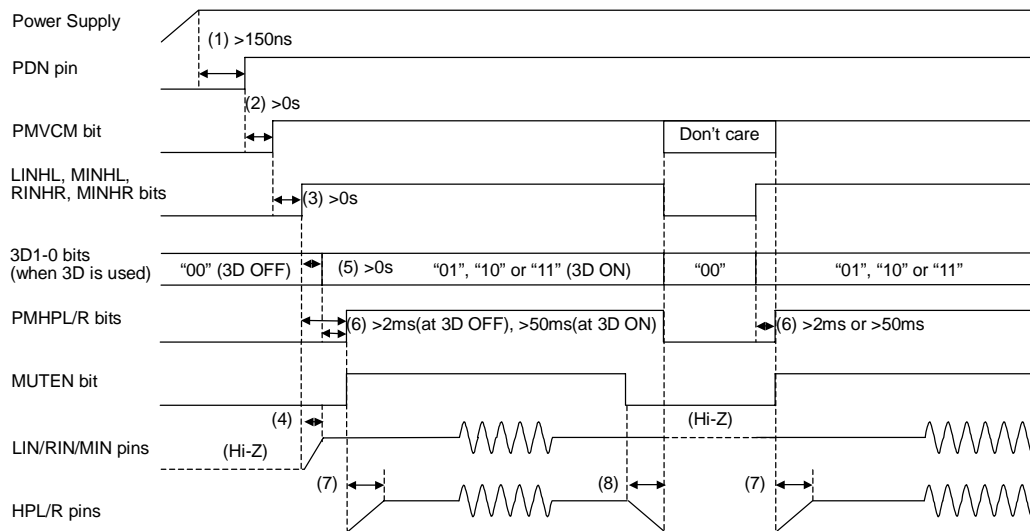 Power Supply
(1) >150ns
PDN pin
(2) >0s
PMVCM bit
Don’t care
LINHL, MINHL,
RINHR, MINHR bits
(3) >0s
3D1-0 bits
(when 3D is used)
“00” (3D OFF)
(5) >0s
“01”, “10” or “11” (3D ON)
“00”
“01”, “10” or “11”
PMHPL/R bits
(6) >2ms(at 3D OFF), >50ms(at 3D ON)
(6) >2ms or >50ms
MUTEN bit
(4)
(Hi-Z)
(Hi-Z)
LIN/RIN/MIN pins
(7)
(8)
(7)
HPL/R pins